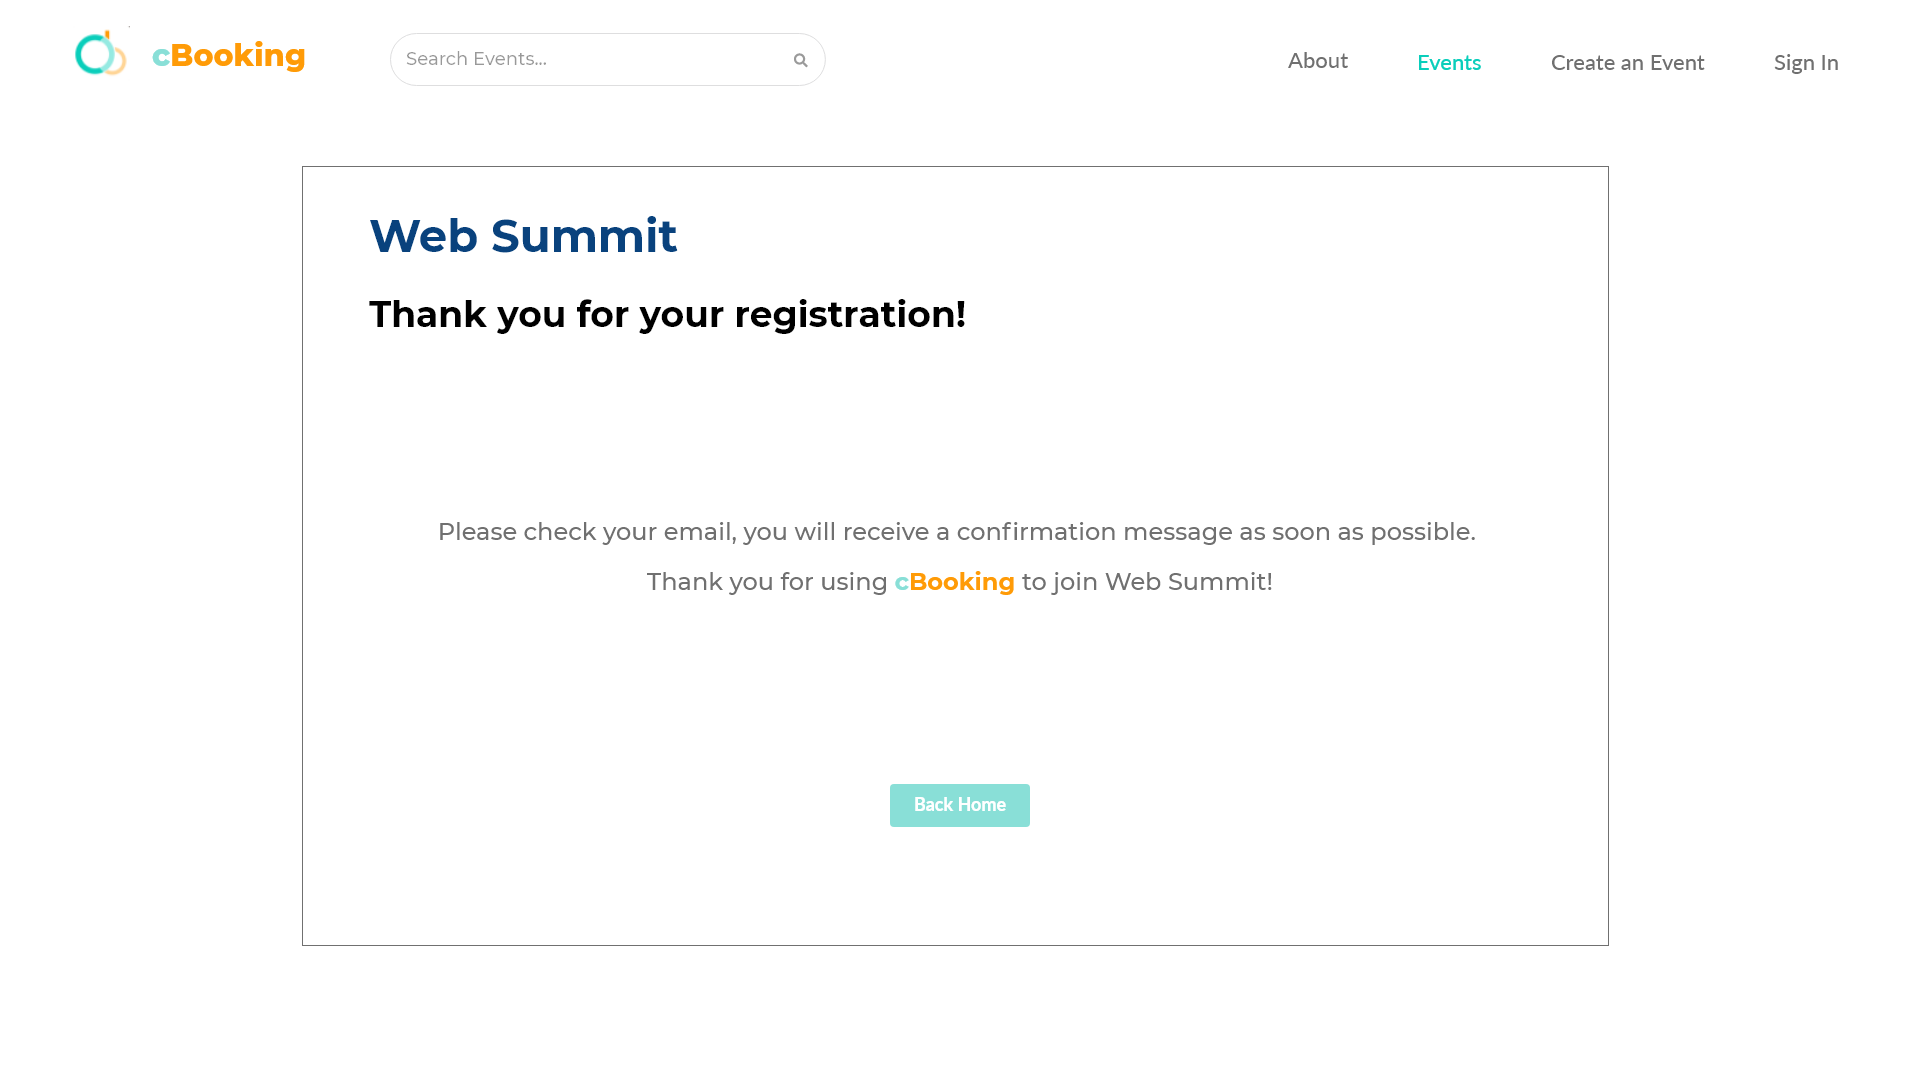 cBooking
Search Events...
About
Events
Create an Event
Sign In
Web Summit
Thank you for your registration!
Please check your email, you will receive a confirmation message as soon as possible.
Thank you for using cBooking to join Web Summit!
Back Home